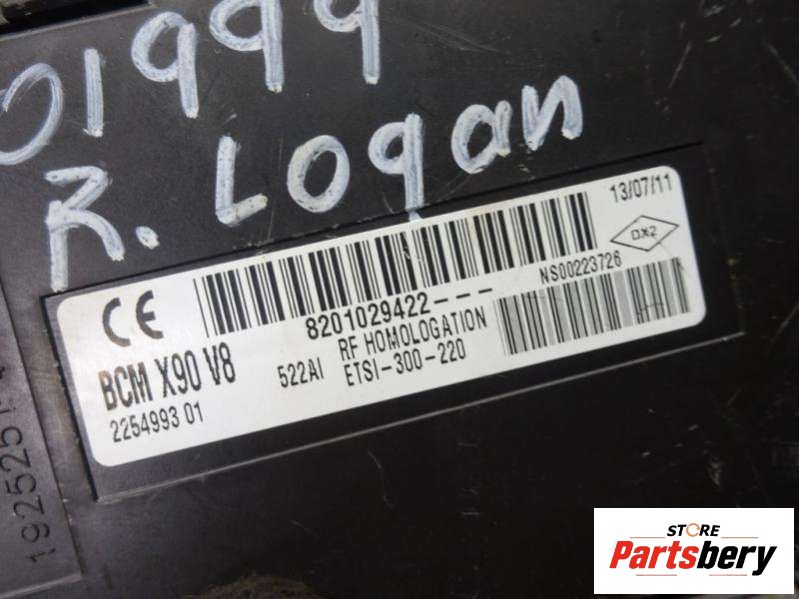 01999
R. Logan
13/07/11
CE
8201029422---
NS00223726
DX2
BCM X90 V8
522AI
RF HOMOLOGATION
ETSI-300-220
2254993 01
STORE
Partsbery